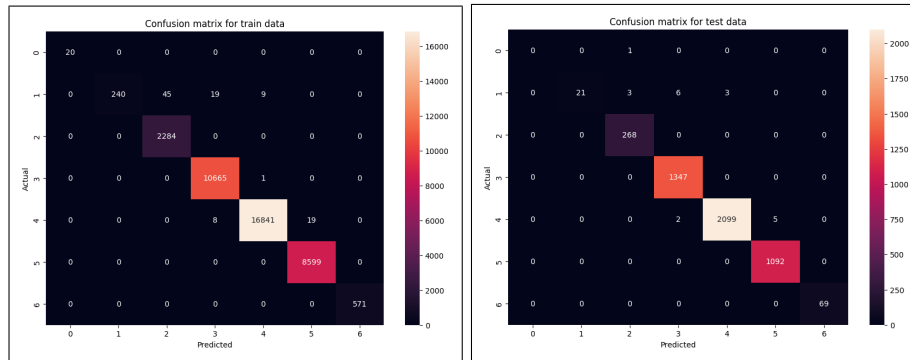 Confusion matrix for train data
0 20 0 0 0 0 0 0
1 0 240 45 19 9 0 0
2 0 0 2284 0 0 0 0
3 0 0 0 10665 1 0 0
4 0 0 0 8 16841 19 0
5 0 0 0 0 0 8599 0
6 0 0 0 0 0 0 571
0 1 2 3 4 5 6
Actual
Predicted
16000
14000
12000
10000
8000
6000
4000
2000
0
Confusion matrix for test data
0 0 0 1 0 0 0 0
1 0 21 3 6 3 0 0
2 0 0 268 0 0 0 0
3 0 0 0 1347 0 0 0
4 0 0 0 2 2099 5 0
5 0 0 0 0 0 1092 0
6 0 0 0 0 0 0 69
0 1 2 3 4 5 6
Actual
Predicted
2000
1750
1500
1250
1000
750
500
250
0